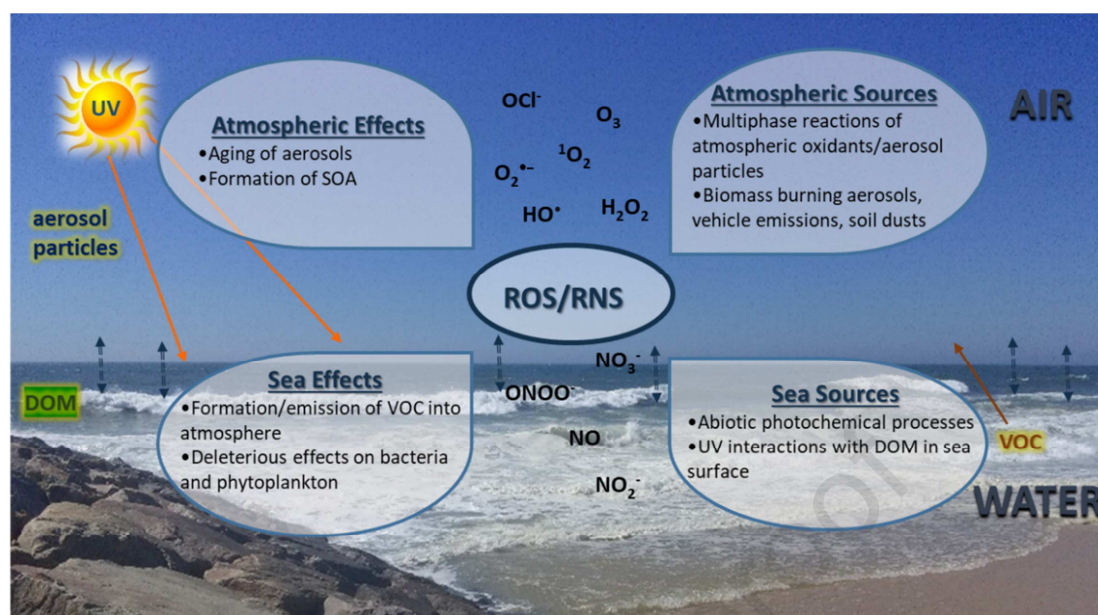 UV
Atmospheric Effects
•Aging of aerosols
•Formation of SOA
aerosol
particles
OCl⁻
O₃
¹O₂
O₂•⁻
HO•
H₂O₂
Atmospheric Sources
•Multiphase reactions of
atmospheric oxidants/aerosol
particles
•Biomass burning aerosols,
vehicle emissions, soil dusts
AIR
ROS/RNS
DOM
Sea Effects
•Formation/emission of VOC into
atmosphere
•Deleterious effects on bacteria
and phytoplankton
NO₃⁻
ONOO⁻
NO
NO₂⁻
Sea Sources
•Abiotic photochemical processes
•UV interactions with DOM in sea
surface
VOC
WATER